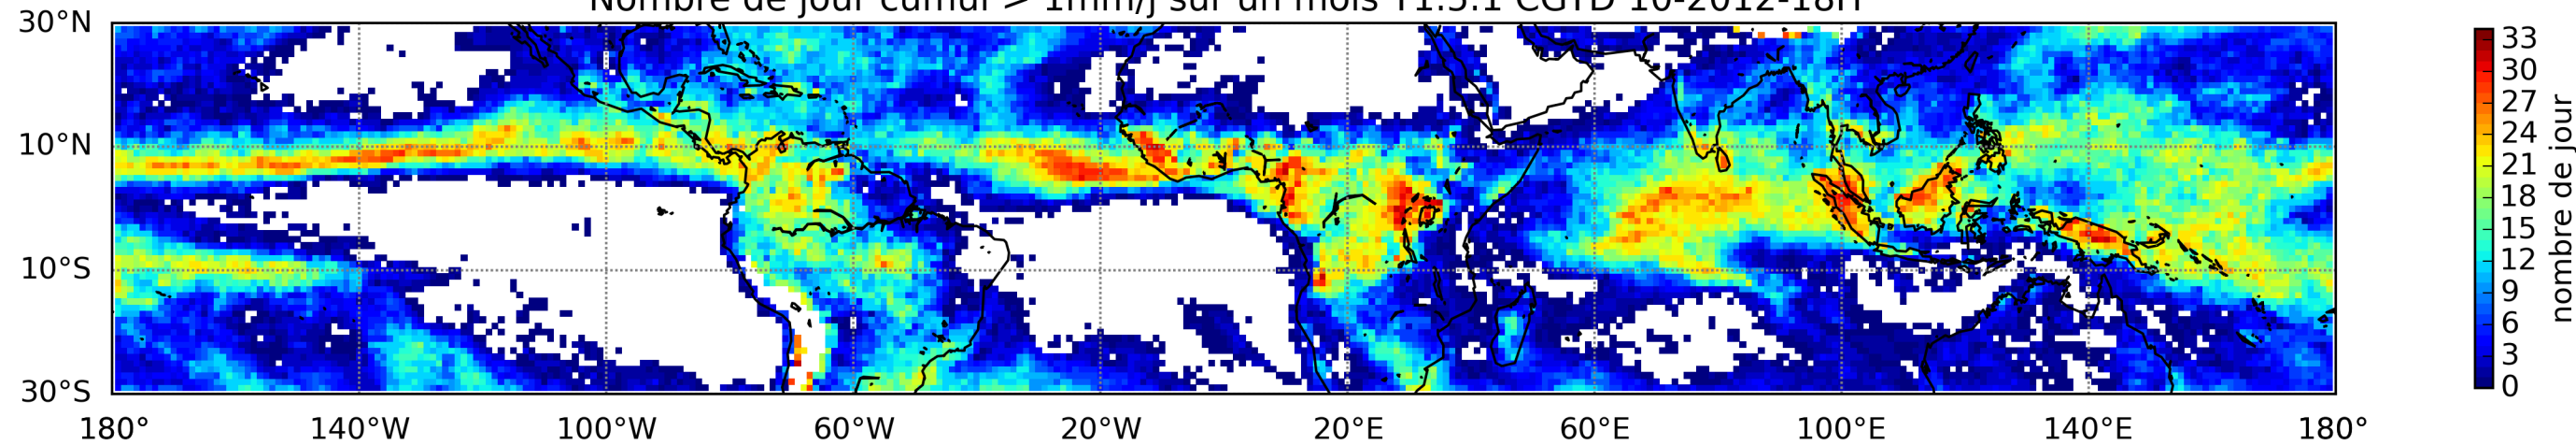 Nombre de jour cumul > 1mm/j sur un mois T1.5.1 CGTD 10-2012-18H
30°N
10°N
10°S
30°S
180° 140°W 100°W 60°W 20°W 20°E 60°E 100°E 140°E 180°
33
30
27
24
21
18
15
12
9
6
3
0
nombre de jour